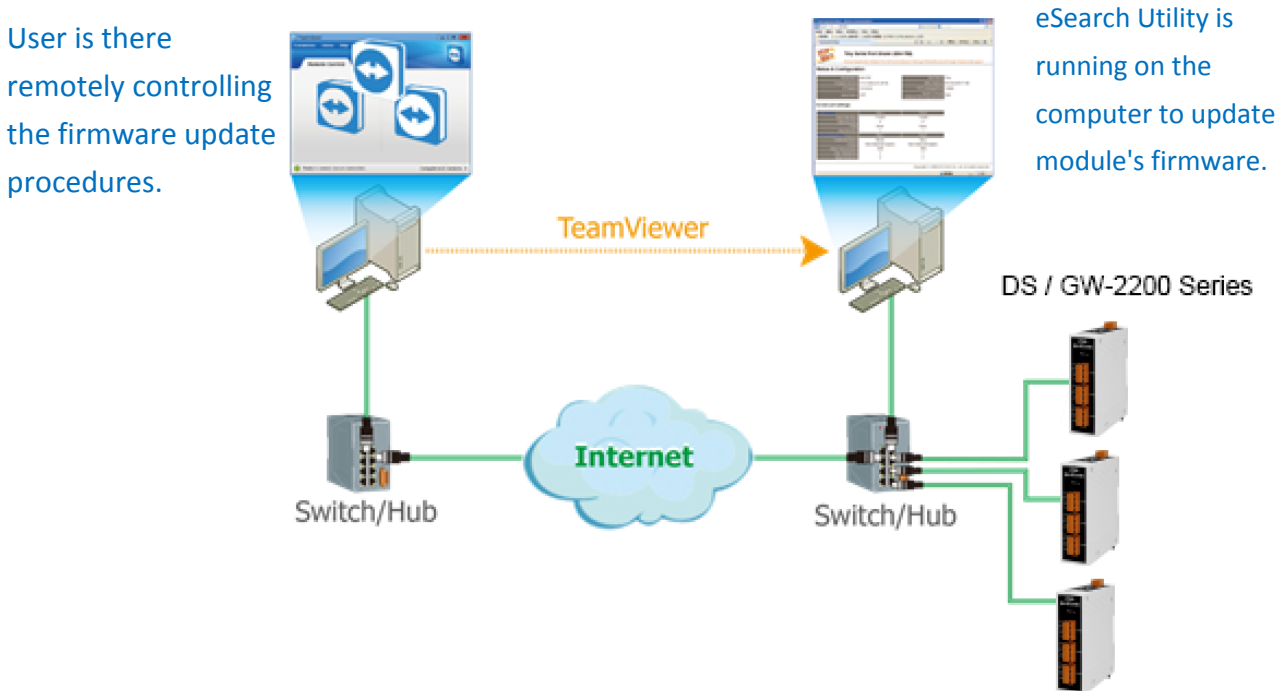 User is there
remotely controlling
the firmware update
procedures.
eSearch Utility is
running on the
computer to update
module's firmware.
TeamViewer
DS / GW-2200 Series
Internet
Switch/Hub
Switch/Hub